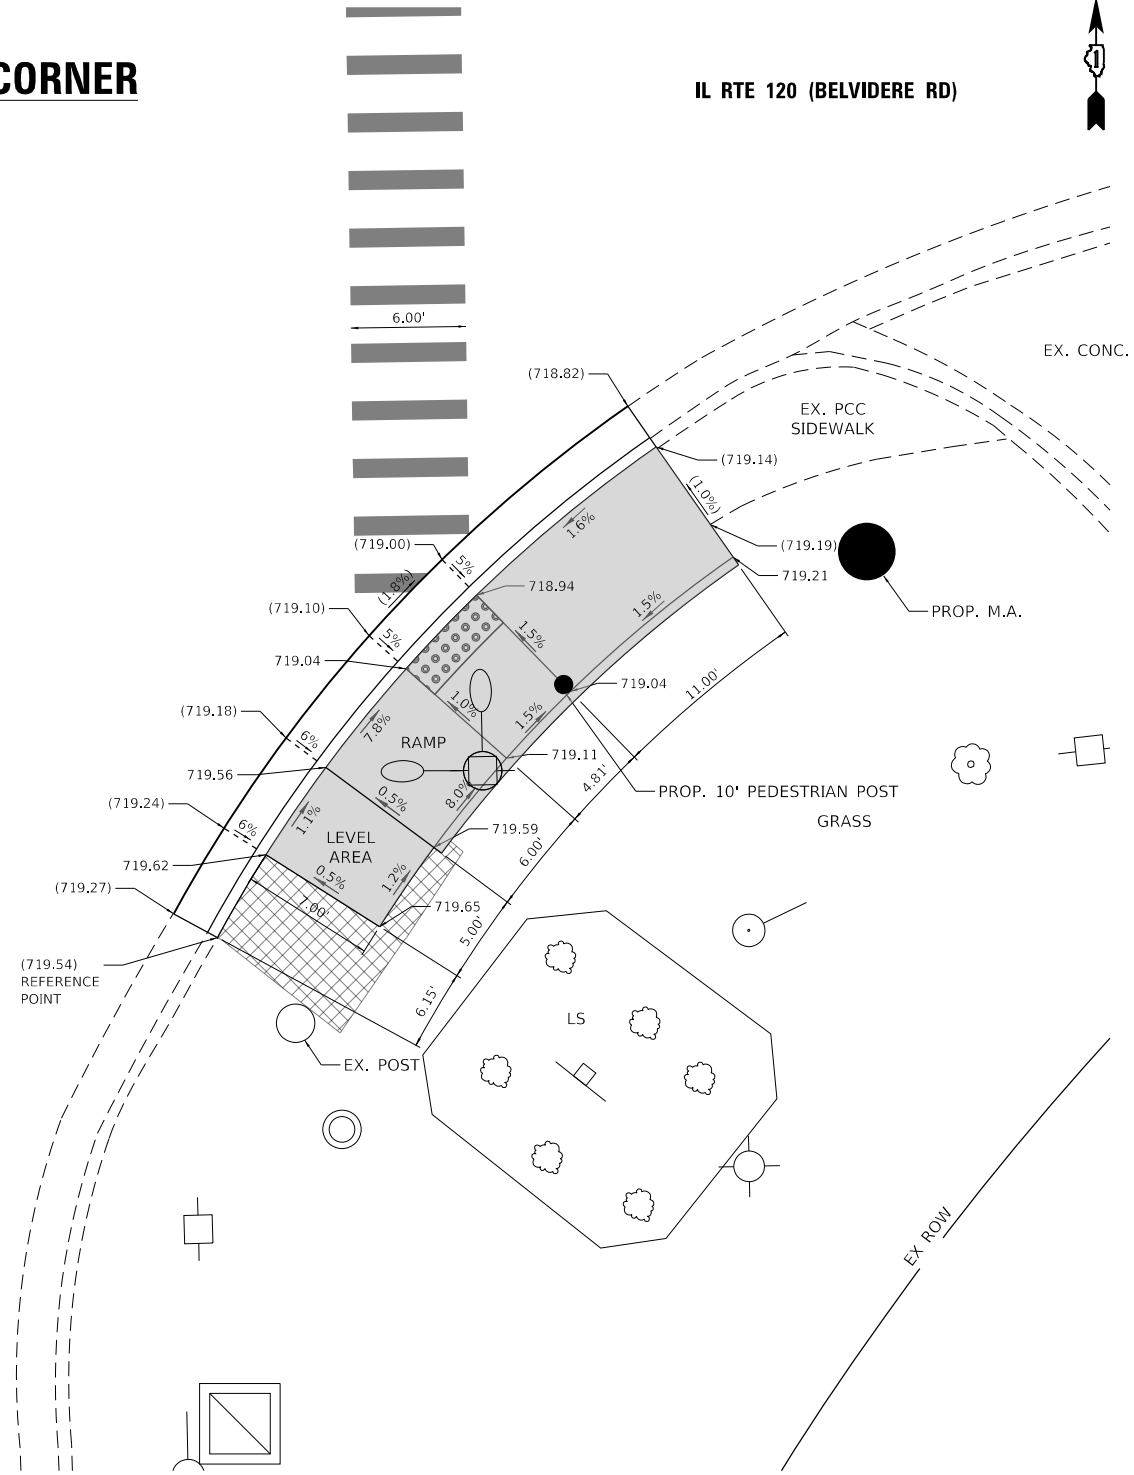 CORNER
IL RTE 120 (BELVIDERE RD)
1
6.00'
EX. CONC.
(718.82)
EX. PCC
SIDEWALK
(719.14)
(1.0%)
1.6%
(719.00)
5%
(719.19)
(1.8%)
718.94
719.21
(719.10)
1.5%
PROP. M.A.
5%
1.5%
719.04
719.04
11.00'
1.0%
(719.18)
7.8%
1.5%
6%
RAMP
719.11
719.56
4.81'
PROP. 10' PEDESTRIAN POST
(719.24)
0.5%
8.0%
GRASS
6%
1.1%
719.59
LEVEL
AREA
6.00'
719.62
0.5%
1.2%
(719.27)
7.00'
719.65
5.00'
(719.54)
REFERENCE
POINT
6.15'
LS
EX. POST
EX ROW